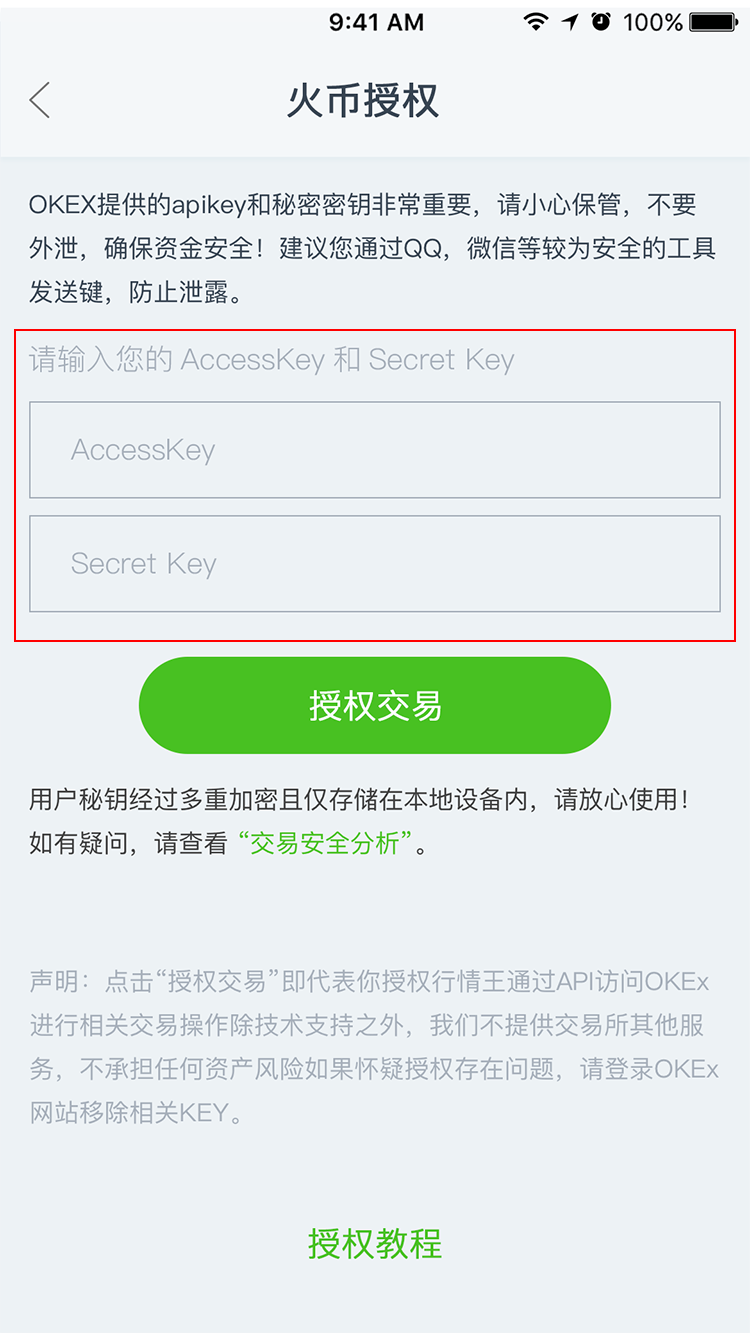 9:41 AM 100%
火币授权
OKEX提供的apikey和秘密密钥非常重要，请小心保管，不要
外泄，确保资金安全！建议您通过QQ，微信等较为安全的工具
发送键，防止泄露。
请输入您的 AccessKey 和 Secret Key
AccessKey
Secret Key
授权交易
用户秘钥经过多重加密且仅存储在本地设备内，请放心使用！
如有疑问，请查看 “交易安全分析”。
声明：点击“授权交易”即代表你授权行情王通过API访问OKEx
进行相关交易操作除技术支持之外，我们不提供交易所其他服
务，不承担任何资产风险如果怀疑授权存在问题，请登录OKEx
网站移除相关KEY。
授权教程